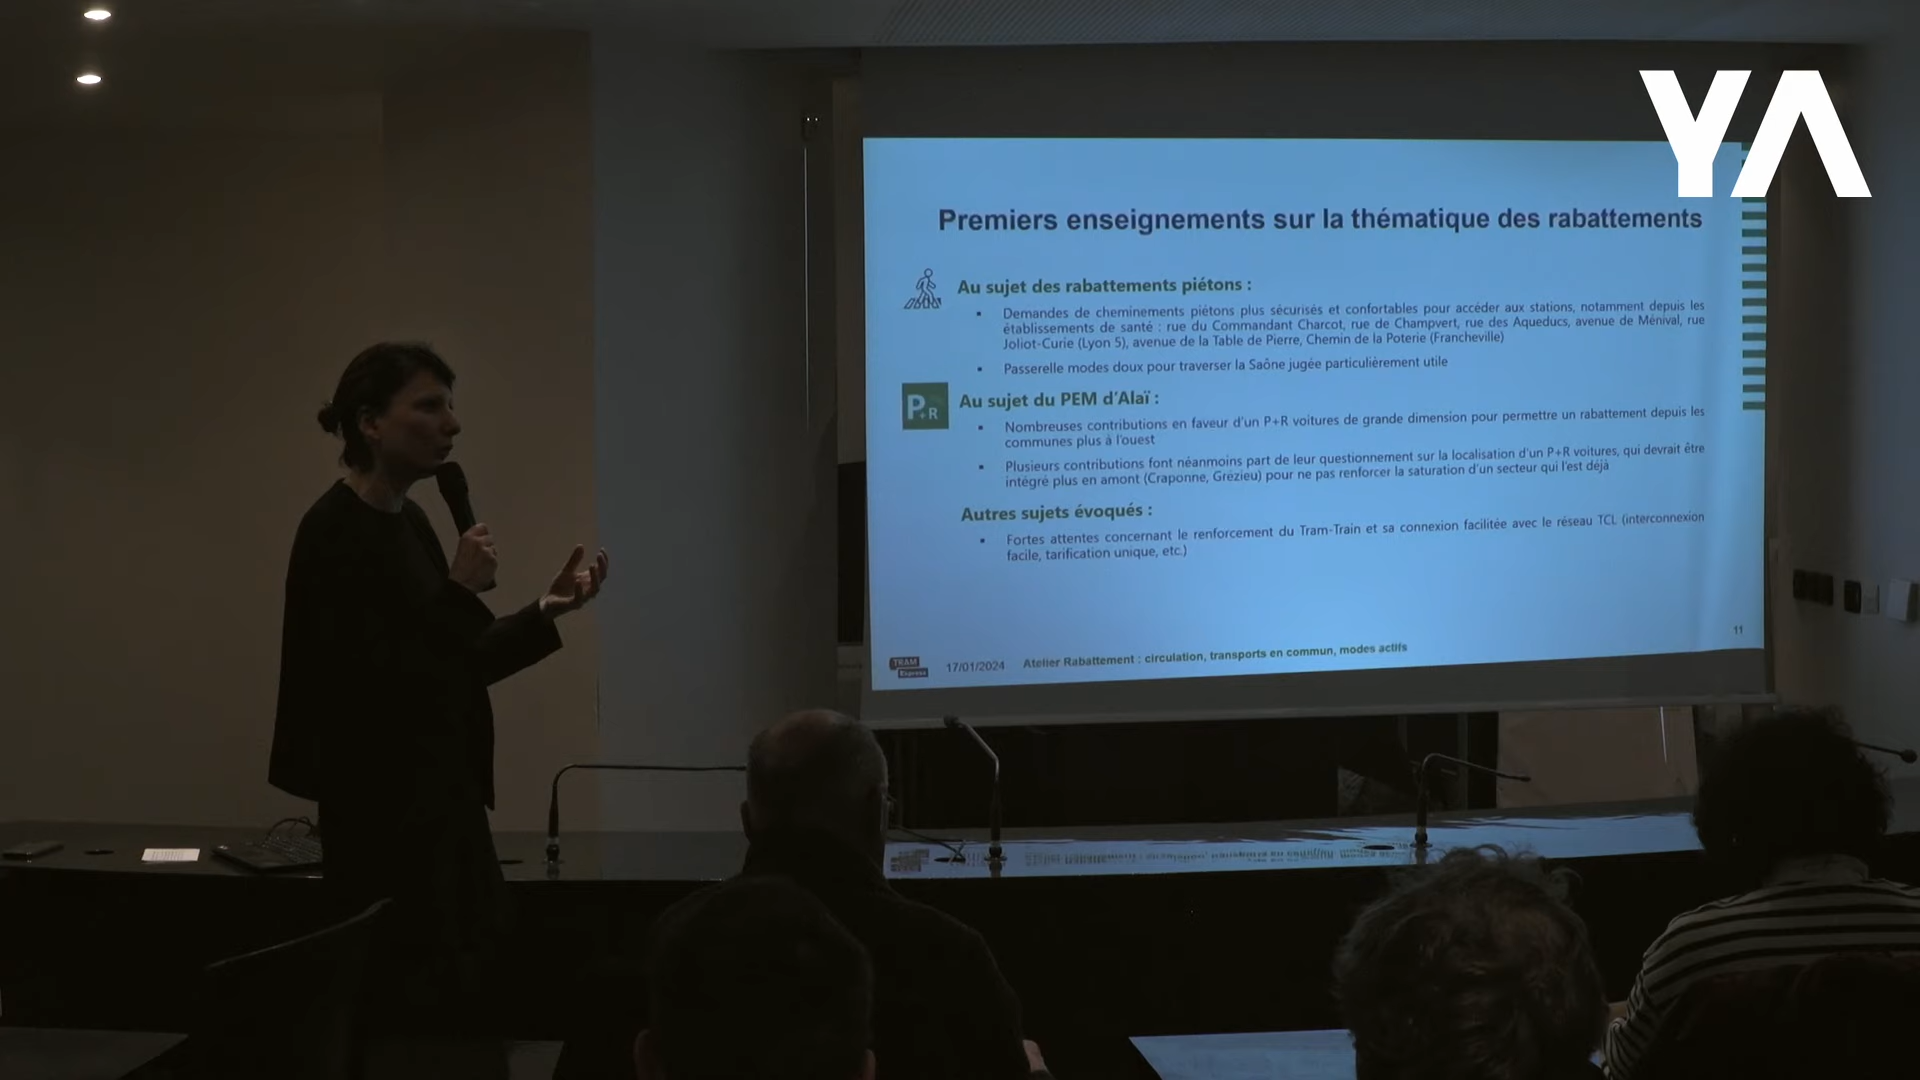 YA
Premiers enseignements sur la thématique des rabattements
Au sujet des rabattements piétons :
▪ Demandes de cheminements piétons plus sécurisés et confortables pour accéder aux stations, notamment depuis les
établissements de santé : rue du Commandant Charcot, rue de Champvert, rue des Aqueducs, avenue de Ménival, rue
Joliot-Curie (Lyon 5), avenue de la Table de Pierre, Chemin de la Poterie (Francheville)
▪ Passerelle modes doux pour traverser la Saône jugée particulièrement utile
P+R
Au sujet du PEM d'Alaï :
▪ Nombreuses contributions en faveur d'un P+R voitures de grande dimension pour permettre un rabattement depuis les
communes plus à l'ouest
▪ Plusieurs contributions font néanmoins part de leur questionnement sur la localisation d'un P+R voitures, qui devrait être
intégré plus en amont (Craponne, Grézieu) pour ne pas renforcer la saturation d'un secteur qui l'est déjà
Autres sujets évoqués :
▪ Fortes attentes concernant le renforcement du Tram-Train et sa connexion facilitée avec le réseau TCL (interconnexion
facile, tarification unique, etc.)
11
TRAM
Express
17/01/2024 Atelier Rabattement : circulation, transports en commun, modes actifs